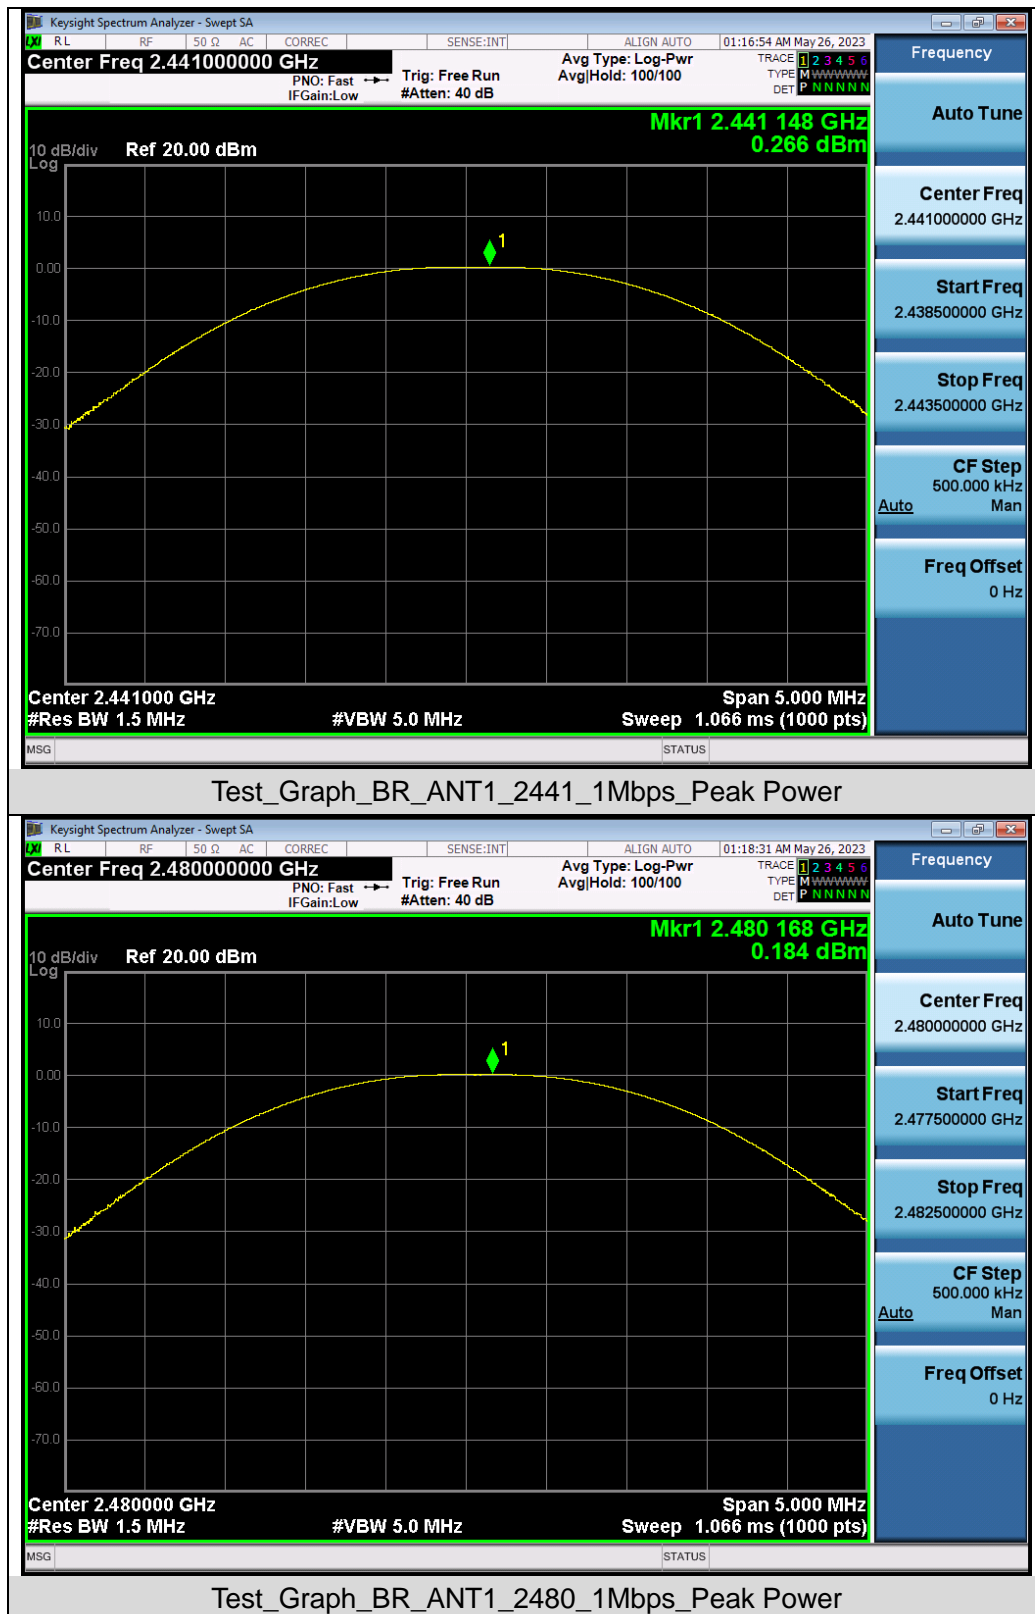 Keysight Spectrum Analyzer - Swept SA
LXI RL RF 50 Ω AC CORREC SENSE:INT ALIGN AUTO 01:16:54 AM May 26, 2023
Center Freq 2.441000000 GHz
PNO: Fast
IFGain:Low
Trig: Free Run
#Atten: 40 dB
Avg Type: Log-Pwr
Avg|Hold: 100/100
TRACE 1 2 3 4 5 6
TYPE M WWWWW
DET P N N N N N
Mkr1 2.441 148 GHz
0.266 dBm
10 dB/div Ref 20.00 dBm
Log
10.0
1
0.00
-10.0
-20.0
-30.0
-40.0
-50.0
-60.0
-70.0
Center 2.441000 GHz Span 5.000 MHz
#Res BW 1.5 MHz #VBW 5.0 MHz Sweep 1.066 ms (1000 pts)
MSG STATUS
Frequency
Auto Tune
Center Freq
2.441000000 GHz
Start Freq
2.438500000 GHz
Stop Freq
2.443500000 GHz
CF Step
500.000 kHz
Auto Man
Freq Offset
0 Hz
Test_Graph_BR_ANT1_2441_1Mbps_Peak Power
Keysight Spectrum Analyzer - Swept SA
LXI RL RF 50 Ω AC CORREC SENSE:INT ALIGN AUTO 01:18:31 AM May 26, 2023
Center Freq 2.480000000 GHz
PNO: Fast
IFGain:Low
Trig: Free Run
#Atten: 40 dB
Avg Type: Log-Pwr
Avg|Hold: 100/100
TRACE 1 2 3 4 5 6
TYPE M WWWWW
DET P N N N N N
Mkr1 2.480 168 GHz
0.184 dBm
10 dB/div Ref 20.00 dBm
Log
10.0
1
0.00
-10.0
-20.0
-30.0
-40.0
-50.0
-60.0
-70.0
Center 2.480000 GHz Span 5.000 MHz
#Res BW 1.5 MHz #VBW 5.0 MHz Sweep 1.066 ms (1000 pts)
MSG STATUS
Frequency
Auto Tune
Center Freq
2.480000000 GHz
Start Freq
2.477500000 GHz
Stop Freq
2.482500000 GHz
CF Step
500.000 kHz
Auto Man
Freq Offset
0 Hz
Test_Graph_BR_ANT1_2480_1Mbps_Peak Power